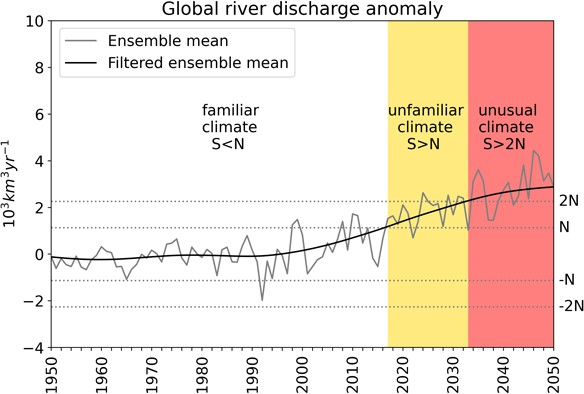 Global river discharge anomaly
Ensemble mean
Filtered ensemble mean
familiar
climate
S<N
unfamiliar
climate
S>N
unusual
climate
S>2N
10³km³yr⁻¹
10
8
6
4
2
0
−2
−4
2N
N
-N
-2N
1950
1960
1970
1980
1990
2000
2010
2020
2030
2040
2050